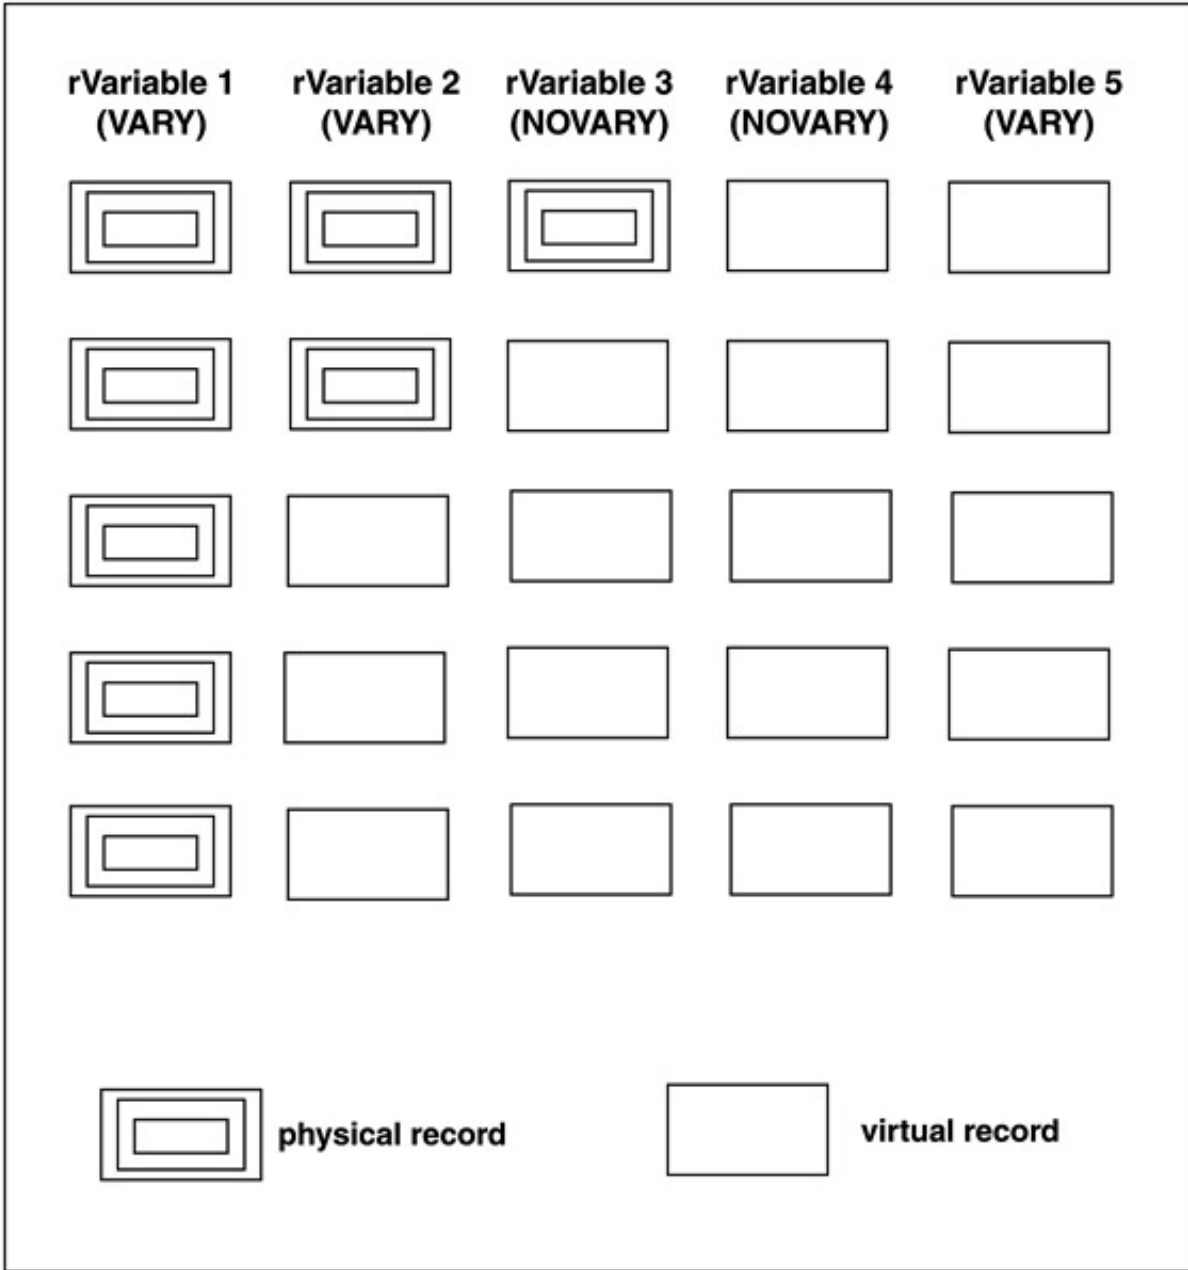 rVariable 1 rVariable 2 rVariable 3 rVariable 4 rVariable 5
(VARY) (VARY) (NOVARY) (NOVARY) (VARY)
physical record virtual record